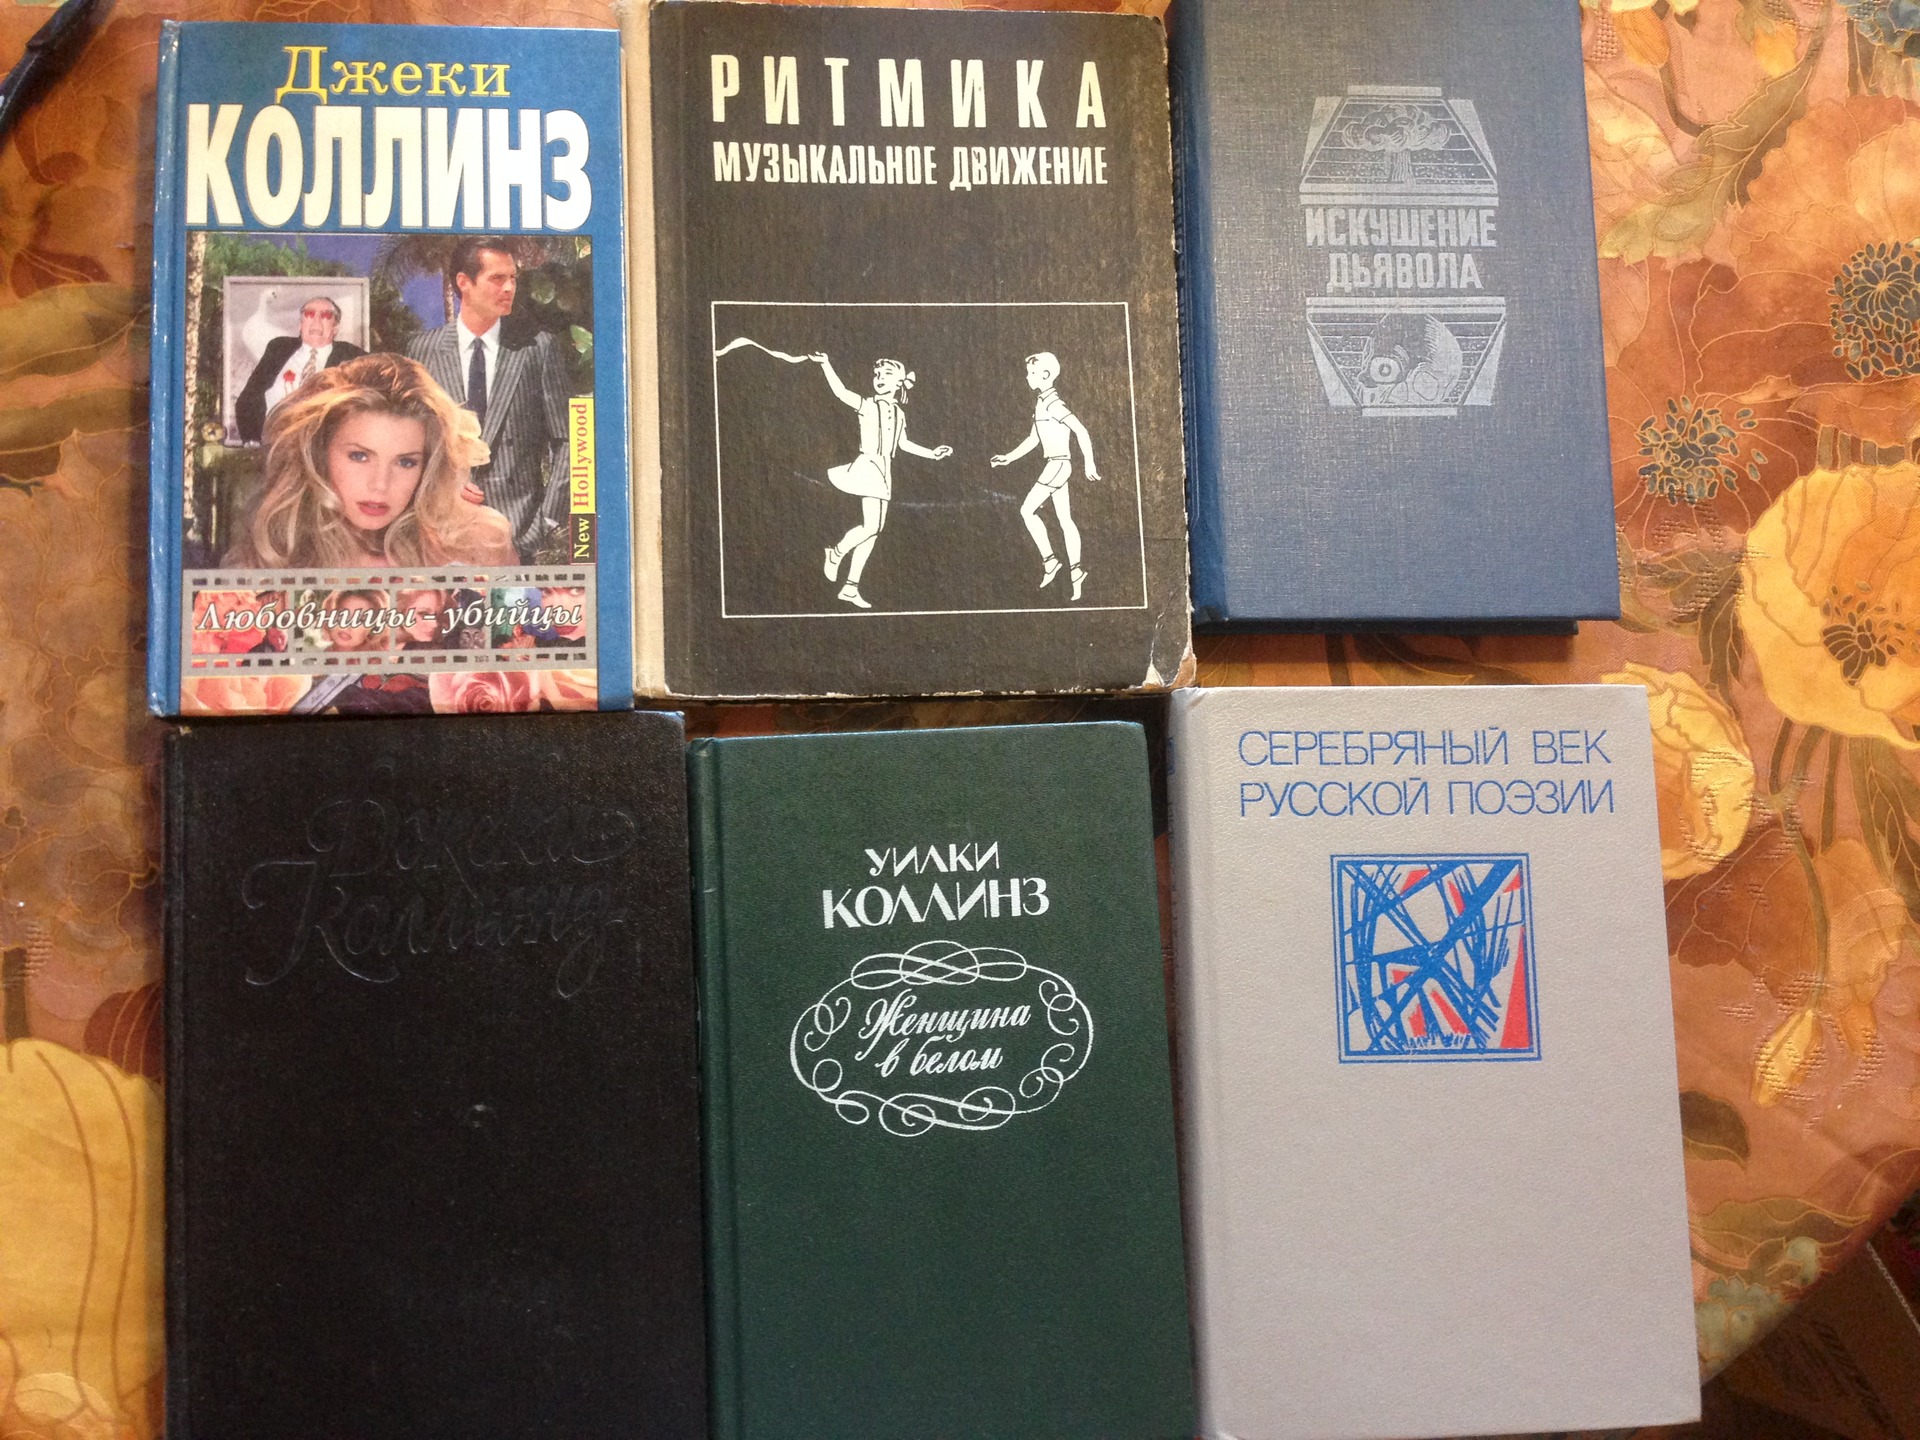 Джеки
КОЛЛИНЗ
New Hollywood
Любовницы - убийцы
РИТМИКА
МУЗЫКАЛЬНОЕ ДВИЖЕНИЕ
ИСКУШЕНИЕ
ДЬЯВОЛА
Джеки
Коллинз
УИЛКИ
КОЛЛИНЗ
Женщина
в белом
СЕРЕБРЯНЫЙ ВЕК
РУССКОЙ ПОЭЗИИ